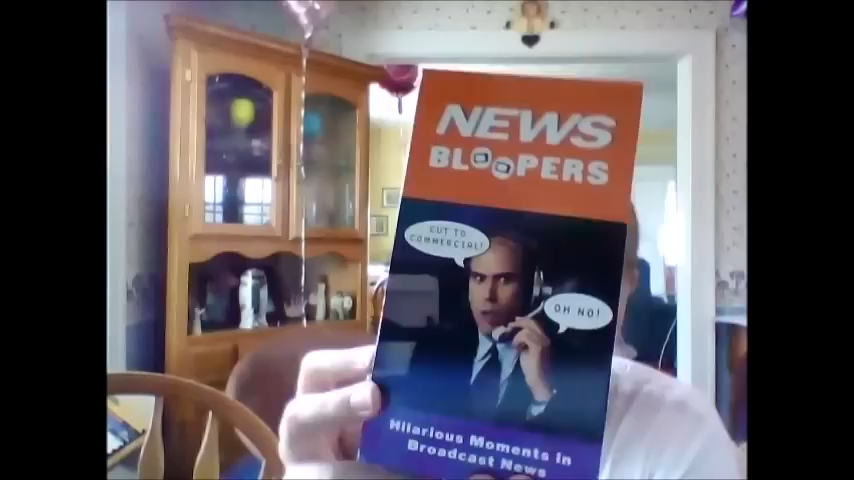 NEWS
BLOOPERS
CUT TO
COMMERCIAL!
OH NO!
Hilarious Moments in
Broadcast News